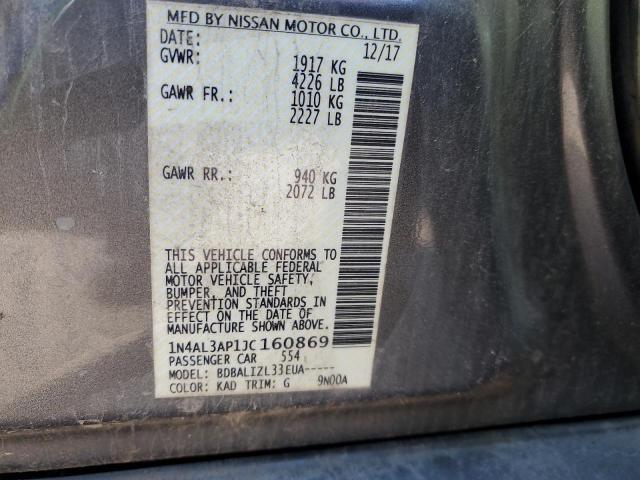 MFD BY NISSAN MOTOR CO., LTD.
DATE: 12/17
GVWR: 1917 KG
4226 LB
GAWR FR.: 1010 KG
2227 LB
GAWR RR.: 940 KG
2072 LB
THIS VEHICLE CONFORMS TO
ALL APPLICABLE FEDERAL
MOTOR VEHICLE SAFETY,
BUMPER, AND THEFT
PREVENTION STANDARDS IN
EFFECT ON THE DATE OF
MANUFACTURE SHOWN ABOVE.
1N4AL3AP1JC160869
PASSENGER CAR 554
MODEL: BDBALIZL33EUA-----
COLOR: KAD TRIM: G 9N00A